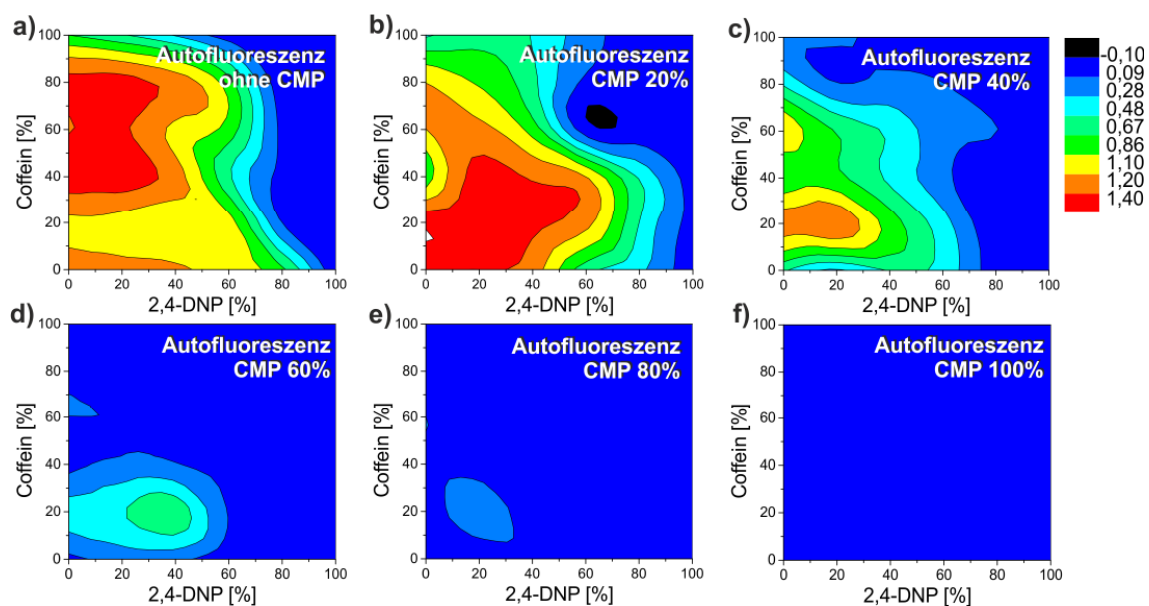 a)
Autofluoreszenz
ohne CMP
Coffein [%]
100
80
60
40
20
0
0 20 40 60 80 100
2,4-DNP [%]
b)
Autofluoreszenz
CMP 20%
Coffein [%]
100
80
60
40
20
0
0 20 40 60 80 100
2,4-DNP [%]
c)
Autofluoreszenz
CMP 40%
Coffein [%]
100
80
60
40
20
0
0 20 40 60 80 100
2,4-DNP [%]
-0,10
0,09
0,28
0,48
0,67
0,86
1,10
1,20
1,40
d)
Autofluoreszenz
CMP 60%
Coffein [%]
100
80
60
40
20
0
0 20 40 60 80 100
2,4-DNP [%]
e)
Autofluoreszenz
CMP 80%
Coffein [%]
100
80
60
40
20
0
0 20 40 60 80 100
2,4-DNP [%]
f)
Autofluoreszenz
CMP 100%
Coffein [%]
100
80
60
40
20
0
0 20 40 60 80 100
2,4-DNP [%]